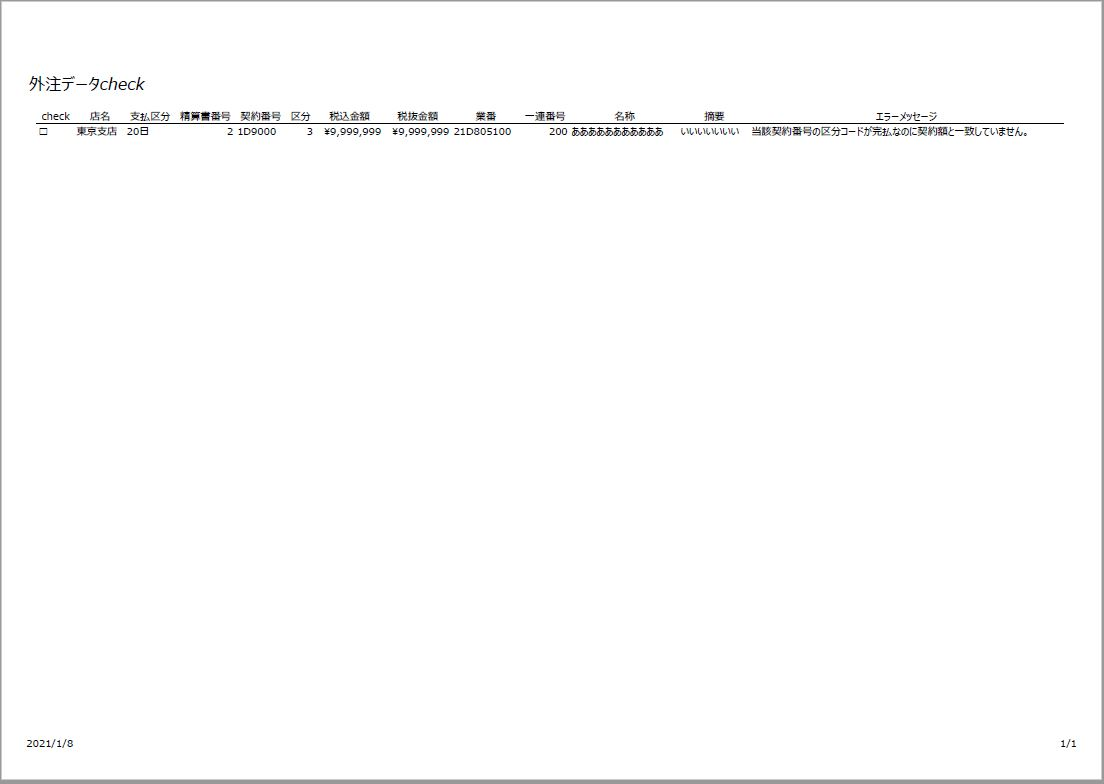 外注データcheck
check 店名 支払区分 精算書番号 契約番号 区分 税込金額 税抜金額 業番 一連番号 名称 摘要 エラーメッセージ
□ 東京支店 20日 2 1D9000 3 ¥9,999,999 ¥9,999,999 21D805100 200 あああああああああああ いいいいいいい 当該契約番号の区分コードが完払なのに契約額と一致していません。
2021/1/8 1/1